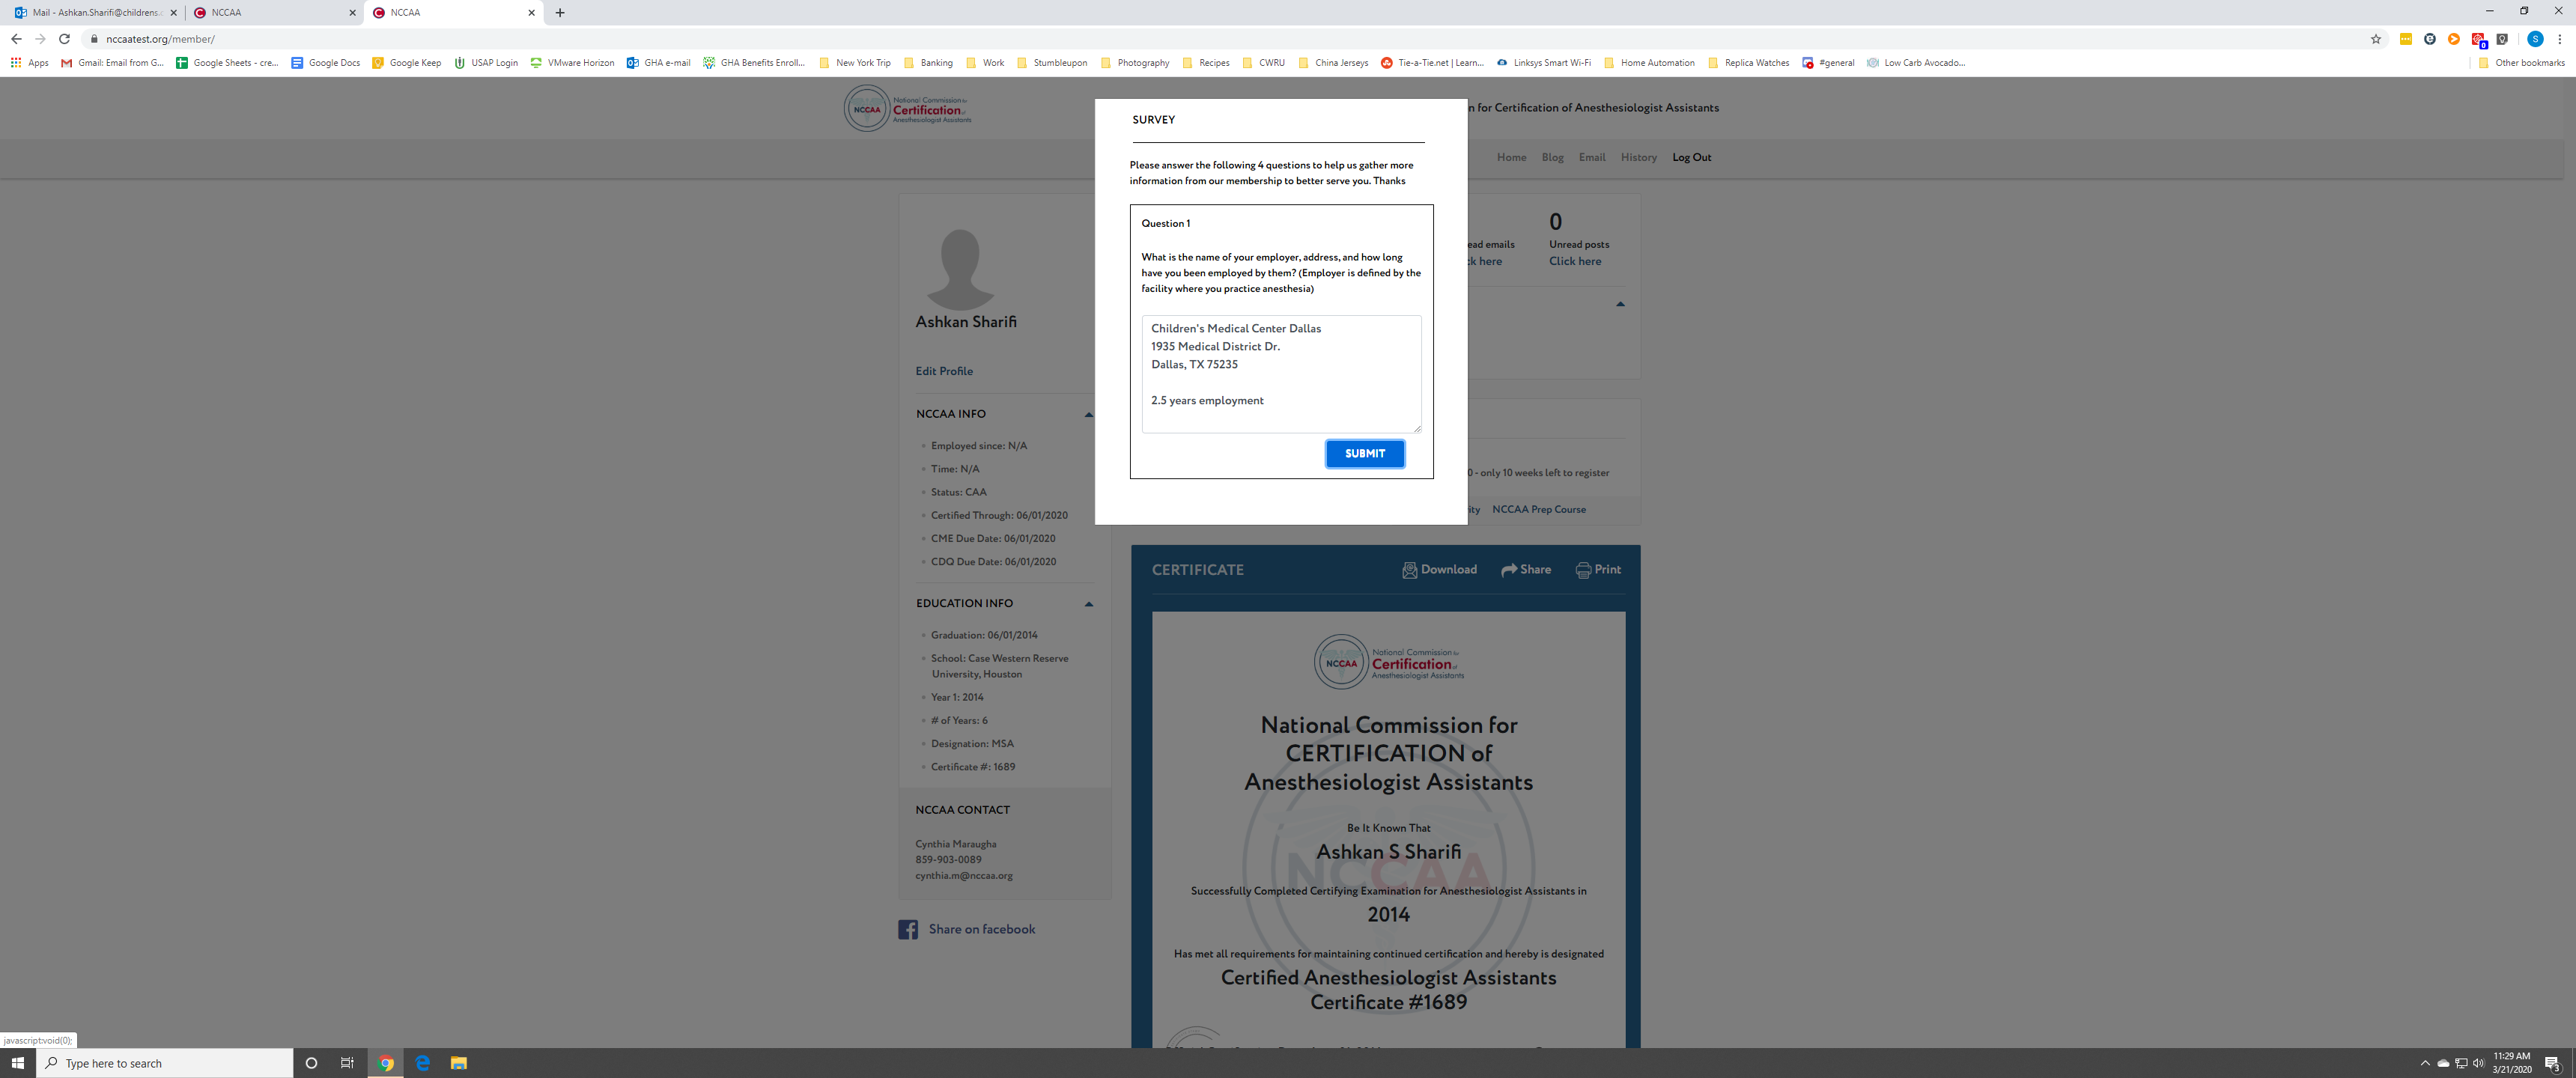 Mail - Ashkan.Sharifi@childrens.c
NCCAA
NCCAA
nccaatest.org/member/
Apps
Gmail: Email from G...
Google Sheets - cre...
Google Docs
Google Keep
USAP Login
VMware Horizon
GHA e-mail
GHA Benefits Enroll...
New York Trip
Banking
Work
Stumbleupon
Photography
Recipes
CWRU
China Jerseys
Tie-a-Tie.net | Learn...
Linksys Smart Wi-Fi
Home Automation
Replica Watches
#general
Low Carb Avocado...
Other bookmarks
NCCAA
National Commission for
Certification of
Anesthesiologist Assistants
n for Certification of Anesthesiologist Assistants
Home
Blog
Email
History
Log Out
SURVEY
Please answer the following 4 questions to help us gather more
information from our membership to better serve you. Thanks
Question 1
What is the name of your employer, address, and how long
have you been employed by them? (Employer is defined by the
facility where you practice anesthesia)
Children's Medical Center Dallas
1935 Medical District Dr.
Dallas, TX 75235
2.5 years employment
SUBMIT
Ashkan Sharifi
Edit Profile
NCCAA INFO
Employed since: N/A
Time: N/A
Status: CAA
Certified Through: 06/01/2020
CME Due Date: 06/01/2020
CDQ Due Date: 06/01/2020
EDUCATION INFO
Graduation: 06/01/2014
School: Case Western Reserve
University, Houston
Year 1: 2014
# of Years: 6
Designation: MSA
Certificate #: 1689
NCCAA CONTACT
Cynthia Maraugha
859-903-0089
cynthia.m@nccaa.org
Share on facebook
0
ead emails
Unread posts
ck here
Click here
0 - only 10 weeks left to register
ity
NCCAA Prep Course
CERTIFICATE
Download
Share
Print
NCCAA
National Commission for
Certification of
Anesthesiologist Assistants
National Commission for
CERTIFICATION of
Anesthesiologist Assistants
Be It Known That
Ashkan S Sharifi
NCCAA
Successfully Completed Certifying Examination for Anesthesiologist Assistants in
2014
Has met all requirements for maintaining continued certification and hereby is designated
Certified Anesthesiologist Assistants
Certificate #1689
javascript:void(0);
Type here to search
11:29 AM
3/21/2020
3